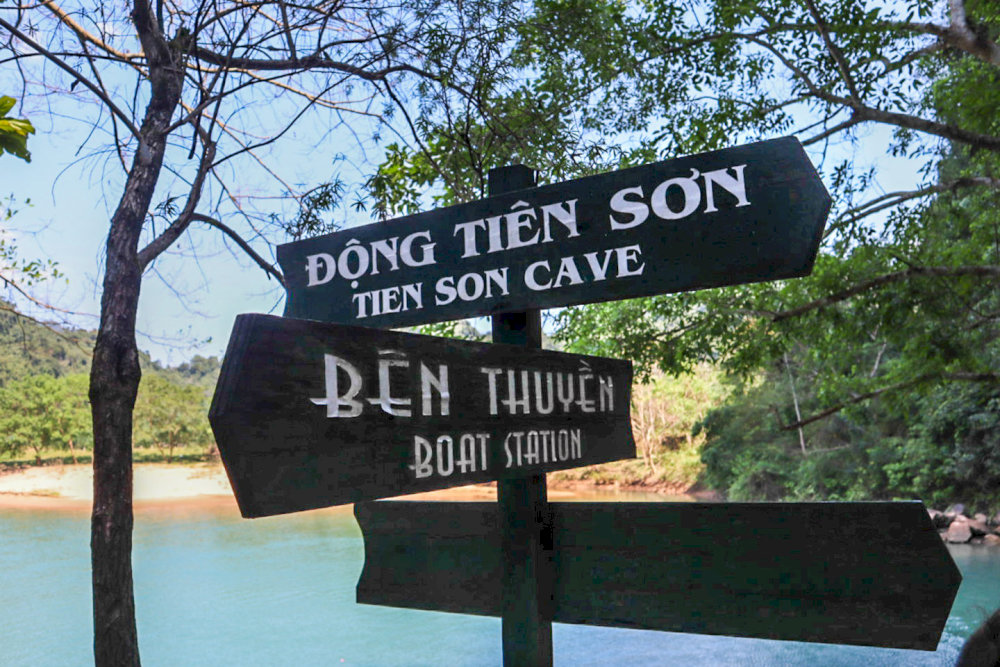 ĐỘNG TIÊN SƠN
TIEN SON CAVE
BẾN THUYỀN
BOAT STATION